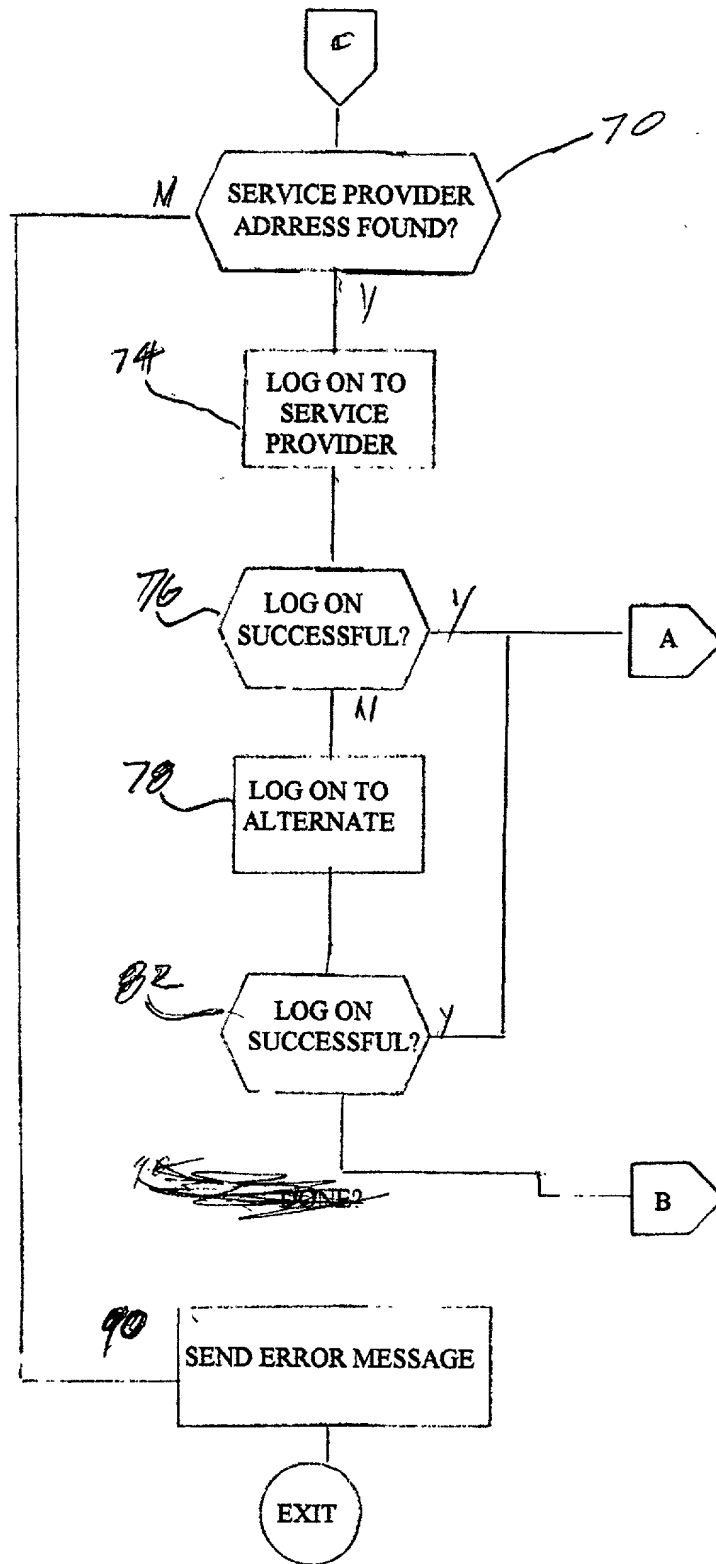 C
70
N
SERVICE PROVIDER
ADRRESS FOUND?
Y
74
LOG ON TO
SERVICE
PROVIDER
76
LOG ON
SUCCESSFUL?
Y
A
N
78
LOG ON TO
ALTERNATE
82
LOG ON
SUCCESSFUL?
Y
DONE?
B
90
SEND ERROR MESSAGE
EXIT